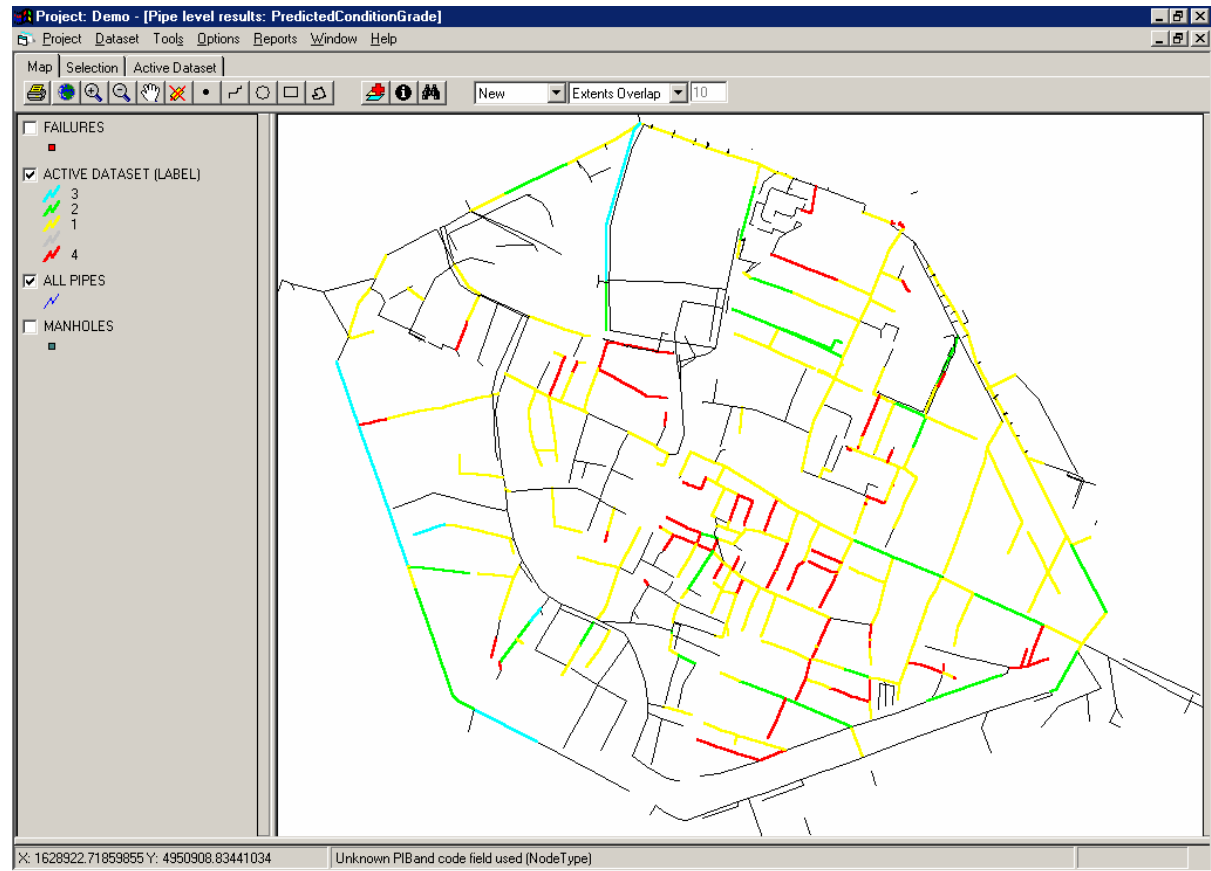 Project: Demo - [Pipe level results: PredictedConditionGrade]
Project Dataset Tools Options Reports Window Help
Map Selection Active Dataset
New Extents Overlap 10
FAILURES
ACTIVE DATASET (LABEL)
3
2
1
4
ALL PIPES
MANHOLES
X: 1628922.71859855 Y: 4950908.83441034 Unknown PIBand code field used (NodeType)